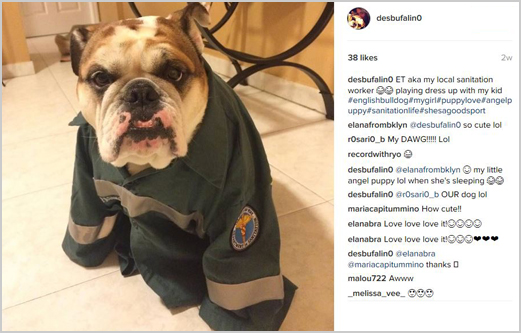 desbufalin0
38 likes 2w
desbufalin0 ET aka my local sanitation
worker 😂😂 playing dress up with my kid
#englishbulldog#mygirl#puppylove#angelp
uppy#sanitationlife#shesagoodsport
elanafrombklyn @desbufalin0 so cute lol
r0sari0_b My DAWG!!!!! Lol
recordwithryo 😂
desbufalin0 @elanafrombklyn 😊 my little
angel puppy lol when she's sleeping 😂😂
desbufalin0 @r0sari0_b OUR dog lol
mariacapitummino How cute!!
elanabra Love love love it!😊😊😊😊
elanabra Love love love it!😊😊😊❤❤❤
desbufalin0 @elanabra
@mariacapitummino thanks
malou722 Awww
_melissa_vee_ 😍😍😍